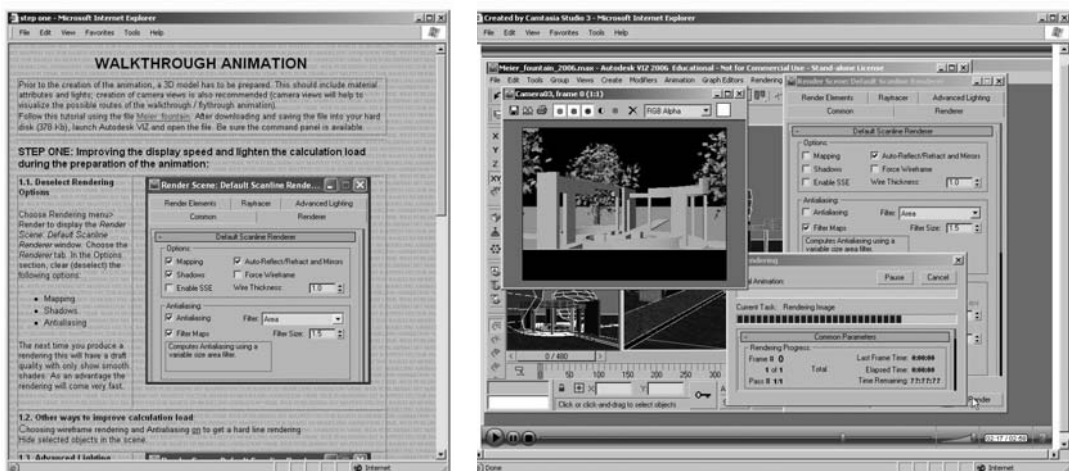 step one - Microsoft Internet Explorer
File Edit View Favorites Tools Help
WALKTHROUGH ANIMATION
Prior to the creation of the animation, a 3D model has to be prepared. This should include material
attributes and lights; creation of camera views is also recommended (camera views will help to
visualize the possible routes of the walkthrough / flythrough animation).
Follow this tutorial using the file Meier_fountain. After downloading and saving the file into your hard
disk (378 Kb), launch Autodesk VIZ and open the file. Be sure the command panel is available.
STEP ONE: Improving the display speed and lighten the calculation load
during the preparation of the animation:
1.1. Deselect Rendering
Options
Choose Rendering menu>
Render to display the Render
Scene: Default Scanline
Renderer window. Choose the
Renderer tab. In the Options
section, clear (deselect) the
following options:
• Mapping
• Shadows
• Antialiasing
The next time you produce a
rendering this will have a draft
quality with only show smooth
shades. As an advantage the
rendering will come very fast.
Render Scene: Default Scanline Rende...
Render Elements Raytracer Advanced Lighting
Common Renderer
- Default Scanline Renderer
Options:
Mapping Auto-Reflect/Refract and Mirrors
Shadows Force Wireframe
Enable SSE Wire Thickness: 1.0
Antialiasing
Antialiasing Filter: Area
Filter Maps Filter Size: 1.5
Computes Antialiasing using a
variable size area filter.
1.2. Other ways to improve calculation load:
Choosing wireframe rendering and Antialiasing on to get a hard line rendering
Hide selected objects in the scene.
1.3. Advanced Lighting
Internet
Created by Camtasia Studio 3 - Microsoft Internet Explorer
File Edit View Favorites Tools Help
Meier_fountain_2006.max - Autodesk VIZ 2006 Educational - Not for Commercial Use - Stand-alone License
File Edit Tools Group Views Create Modifiers Animation Graph Editors Rendering
Camera03, frame 0 (1:1)
RGB Alpha
X
Y
Z
XY
Render Scene: Default Scanline
Render Elements Raytracer Advanced Lighting
Common Renderer
- Default Scanline Renderer
Options:
Mapping Auto-Reflect/Refract and Mirrors
Shadows Force Wireframe
Enable SSE Wire Thickness: 1.0
Antialiasing
Antialiasing Filter: Area
Filter Maps Filter Size: 1.5
Computes Antialiasing using a
variable size area filter.
Pause Cancel
Current Task: Rendering Image
- Common Parameters
Rendering Progress:
Frame # 0 Last Frame Time: 0:00:00
1 of 1 Total Elapsed Time: 0:00:00
Pass # 1/1 Time Remaining: ??:??:??
0 / 480
0 50 100 150 200 250 300
X Y
Click or click-and-drag to select objects
Render
02:17 / 02:58
Done
Internet